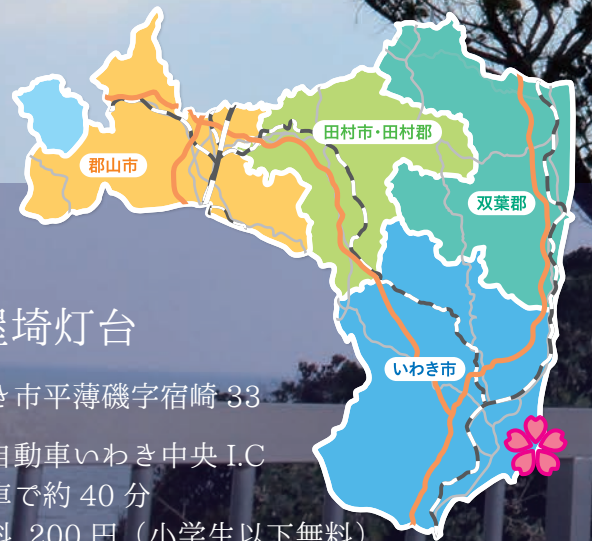 田村市・田村郡
郡山市
双葉郡
いわき市
埼灯台
き市平薄磯字宿崎 33
自動車いわき中央 I.C
車で約 40 分
200 円（小学生以下無料）